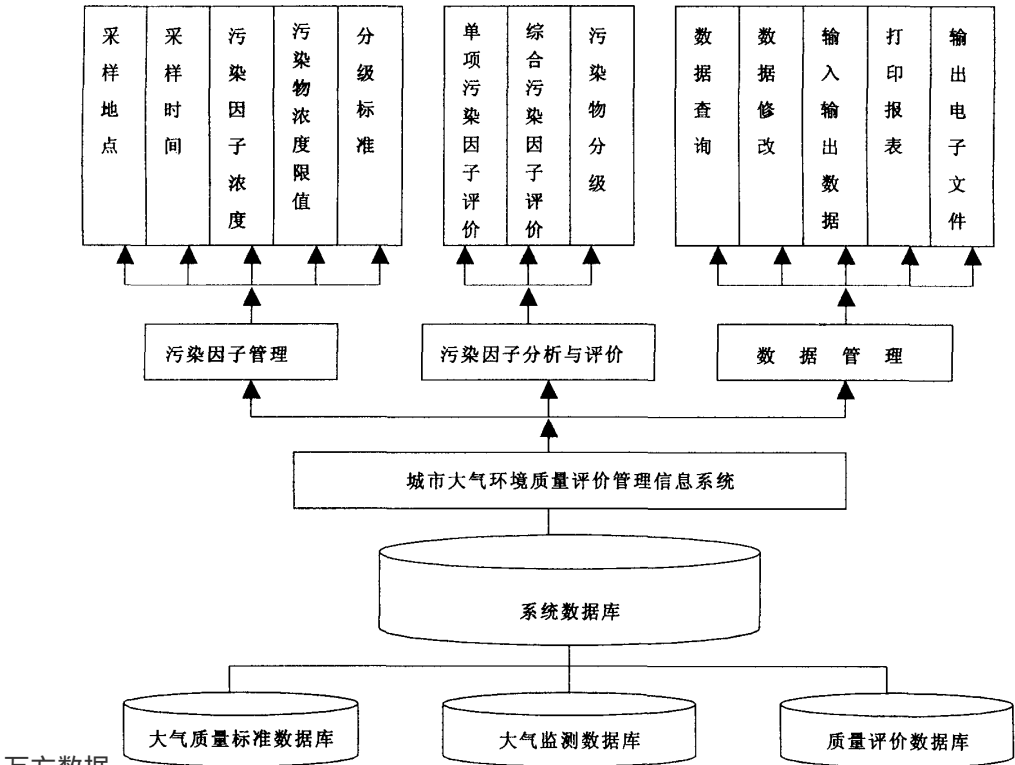 采样地点
采样时间
污染因子浓度
污染物浓度限值
分级标准
单项污染因子评价
综合污染因子评价
污染物分级
数据查询
数据修改
输入输出数据
打印报表
输出电子文件
污染因子管理
污染因子分析与评价
数据管理
城市大气环境质量评价管理信息系统
系统数据库
大气质量标准数据库
大气监测数据库
质量评价数据库
万方数据